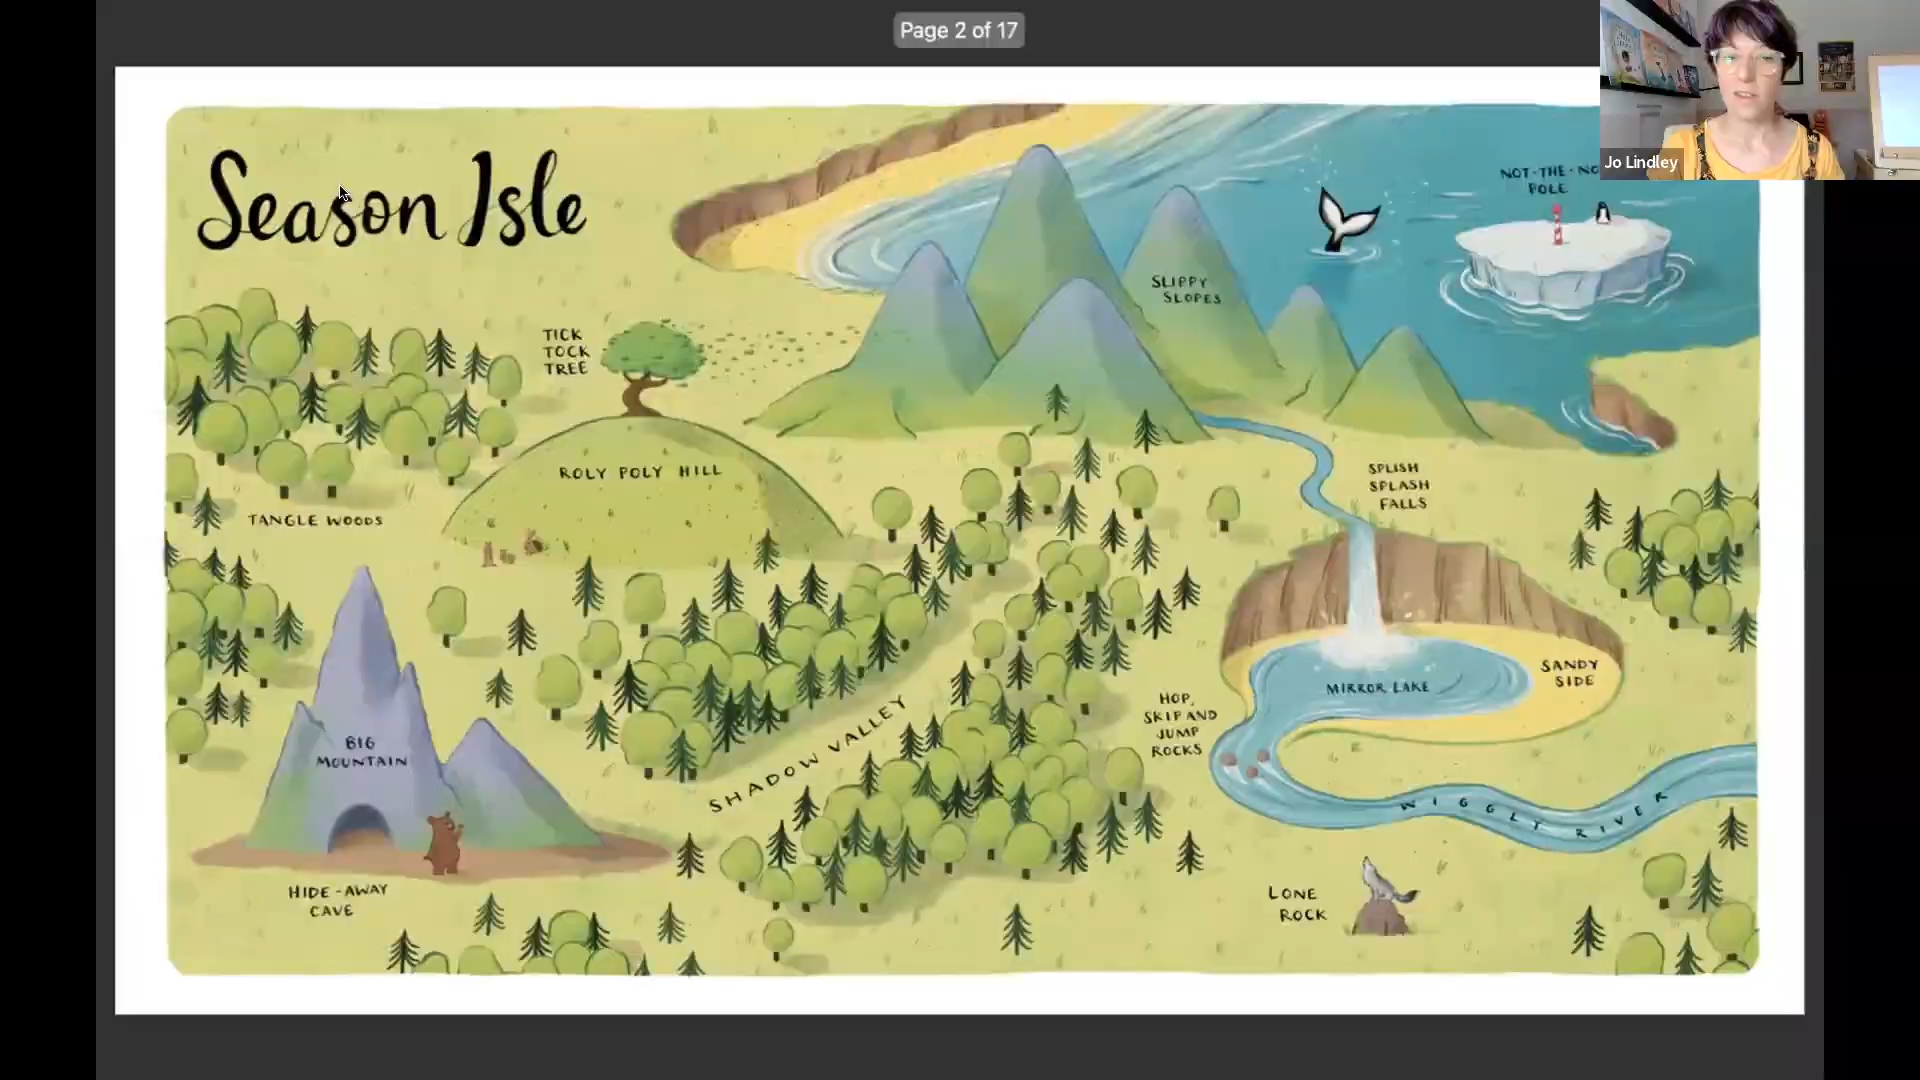 Page 2 of 17
Jo Lindley
Season Isle
NOT-THE-NO
POLE
SLIPPY
SLOPES
TICK
TOCK
TREE
ROLY POLY HILL
SPLISH
SPLASH
FALLS
TANGLE WOODS
SANDY
SIDE
MIRROR LAKE
HOP,
SKIP AND
JUMP
ROCKS
SHADOW VALLEY
BIG
MOUNTAIN
WIGGLY RIVER
HIDE-AWAY
CAVE
LONE
ROCK